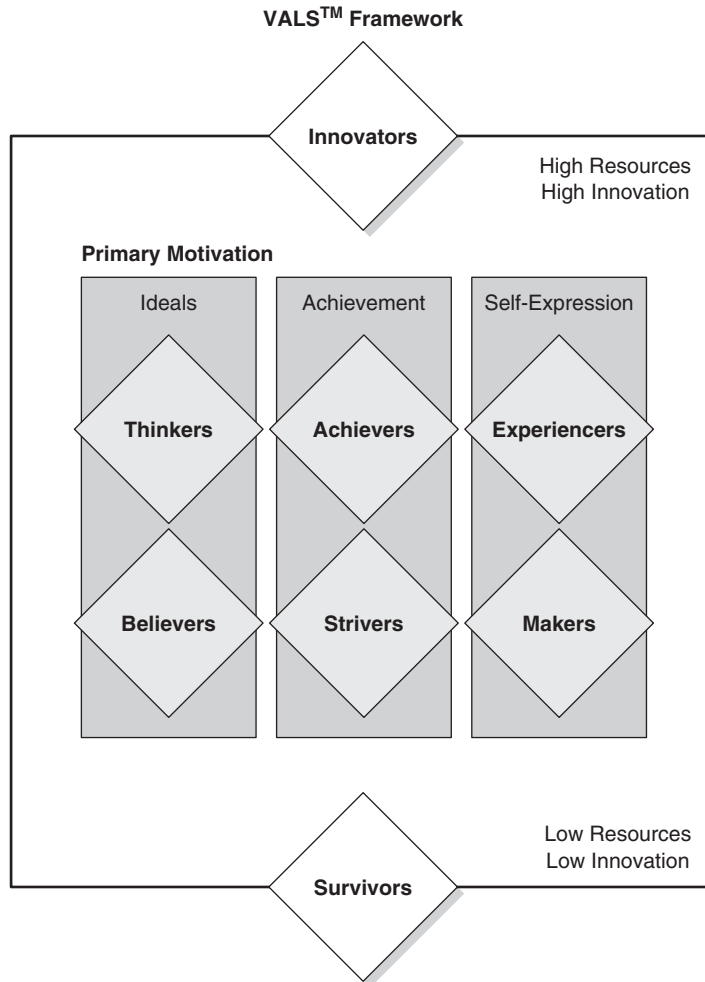 VALS™ Framework
Innovators
High Resources
High Innovation
Primary Motivation
Ideals
Achievement
Self-Expression
Thinkers
Achievers
Experiencers
Believers
Strivers
Makers
Low Resources
Low Innovation
Survivors